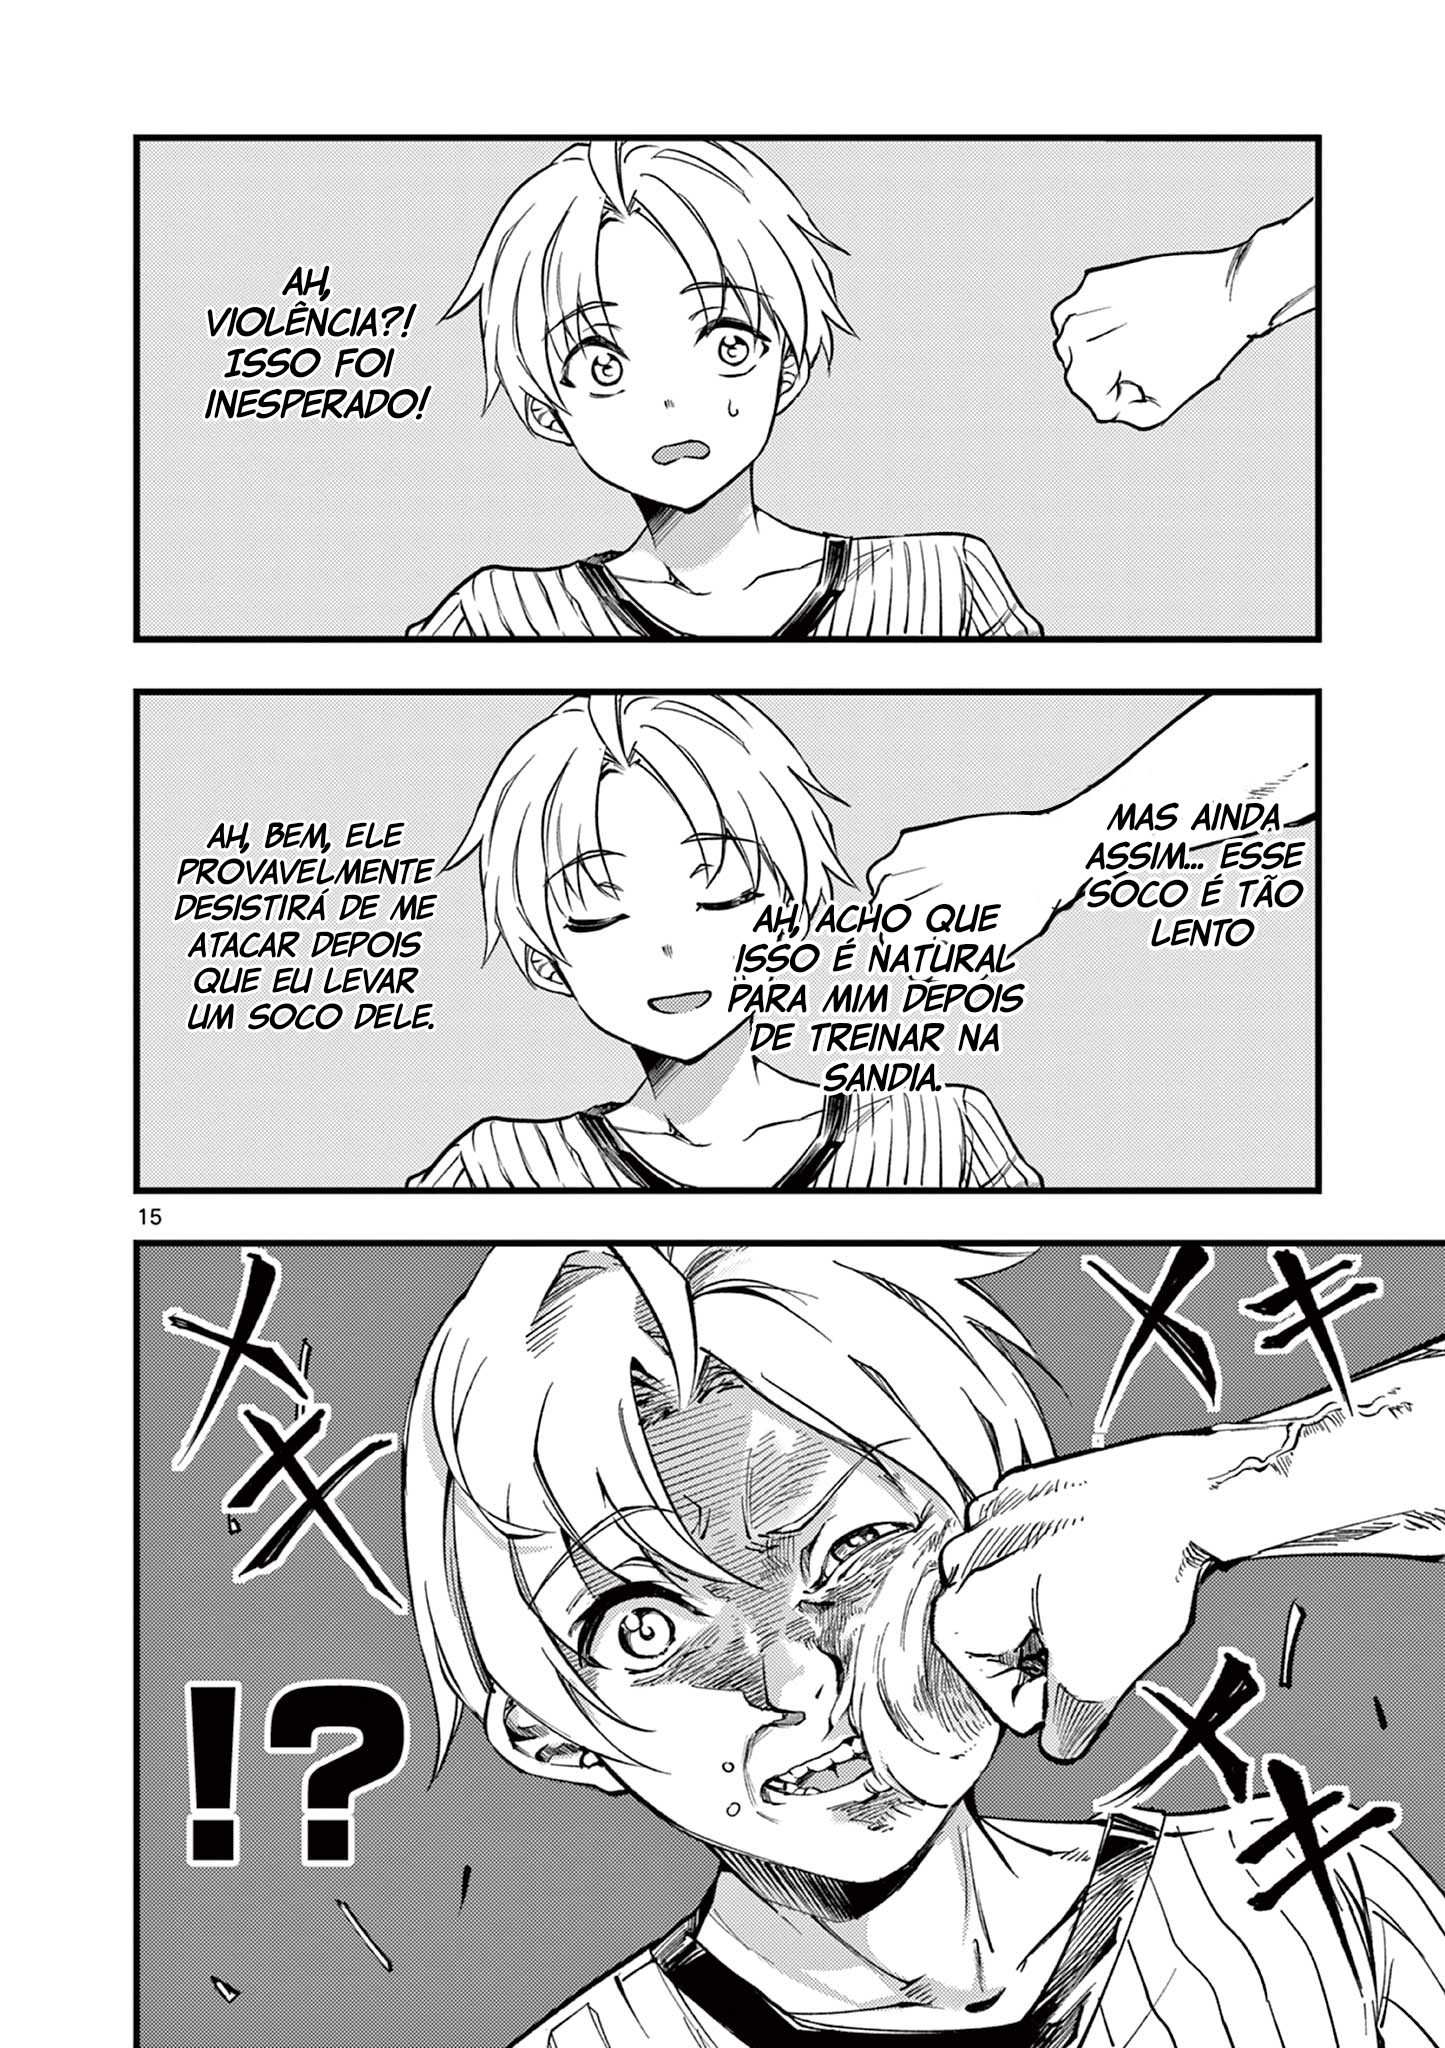 AH,
VIOLÊNCIA?!
ISSO FOI
INESPERADO!
MAS AINDA
ASSIM... ESSE
SOCO É TÃO
LENTO
AH, ACHO QUE
ISSO É NATURAL
PARA MIM DEPOIS
DE TREINAR NA
SANDIA.
AH, BEM, ELE
PROVAVELMENTE
DESISTIRÁ DE ME
ATACAR DEPOIS
QUE EU LEVAR
UM SOCO DELE.
15
メキ
メメ
メキ
!?